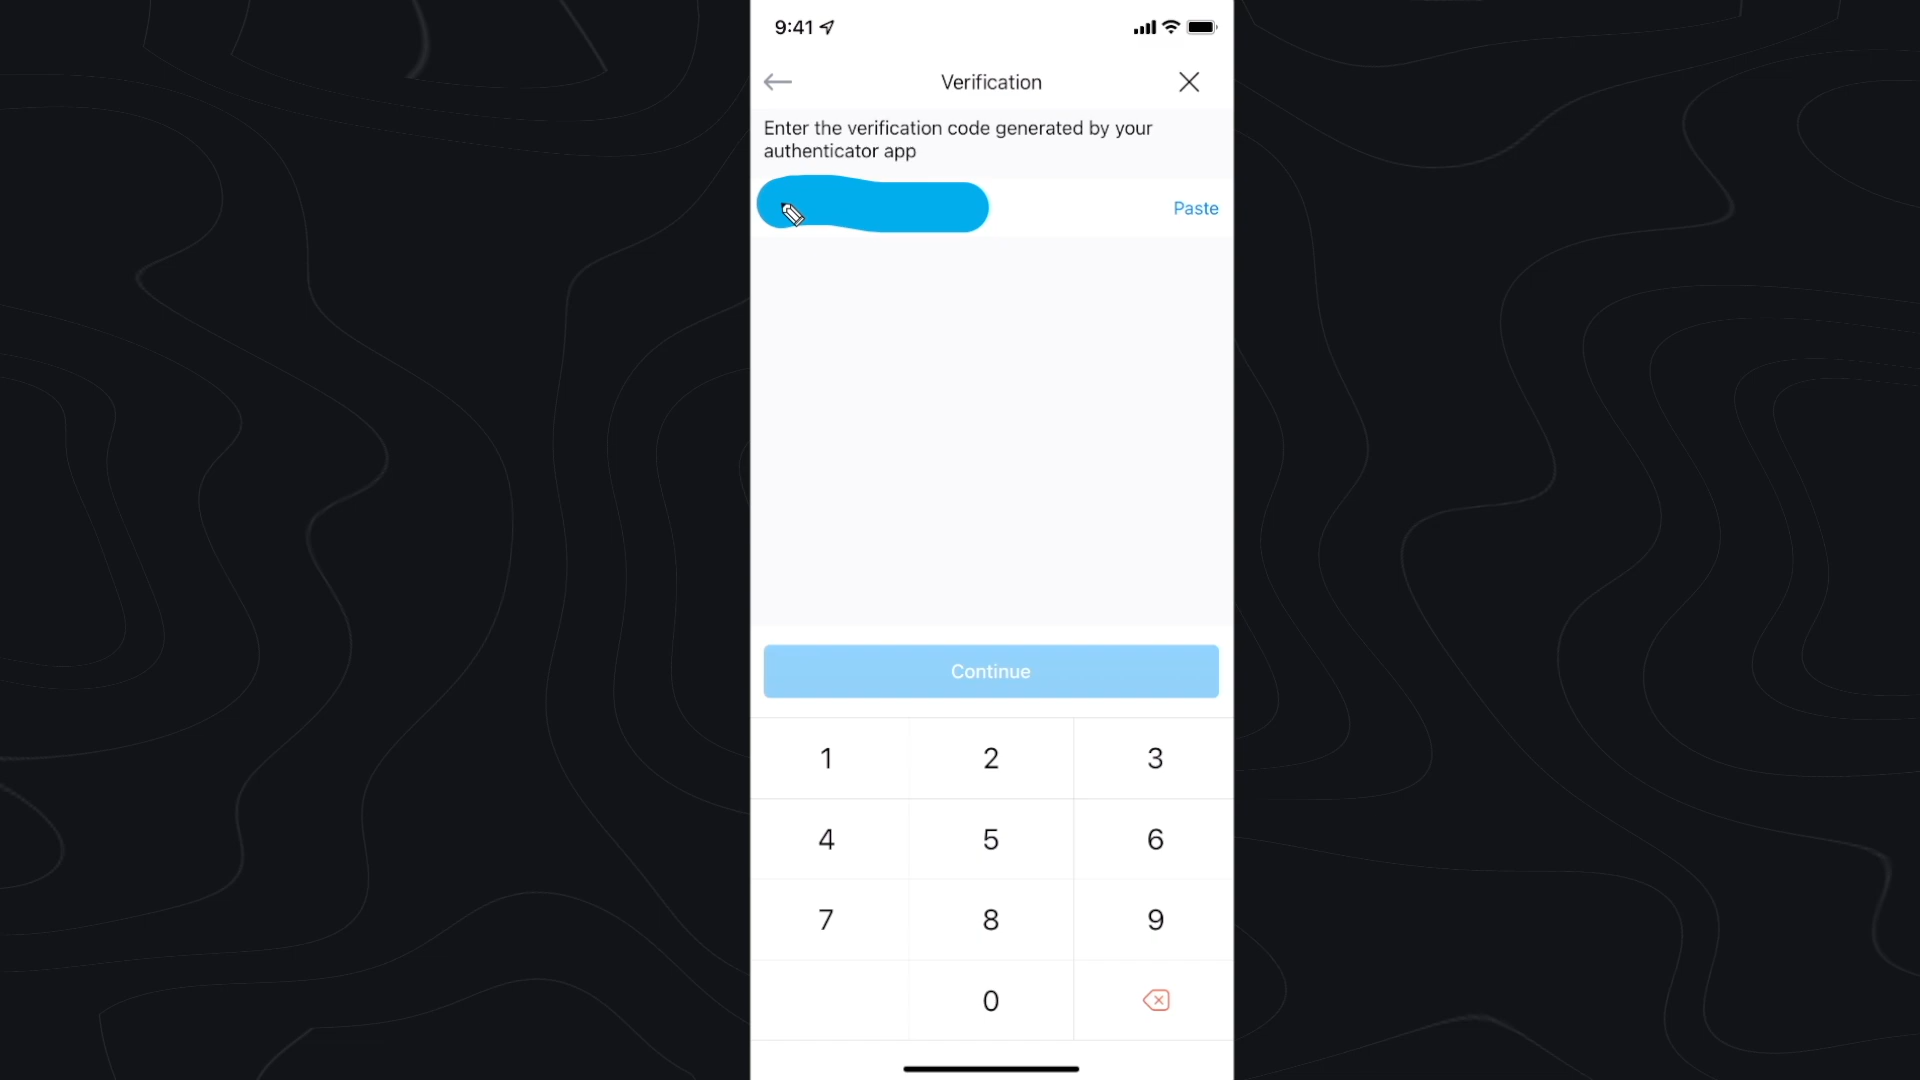 9:41
Verification
Enter the verification code generated by your
authenticator app
Paste
Continue
1 2 3
4 5 6
7 8 9
0